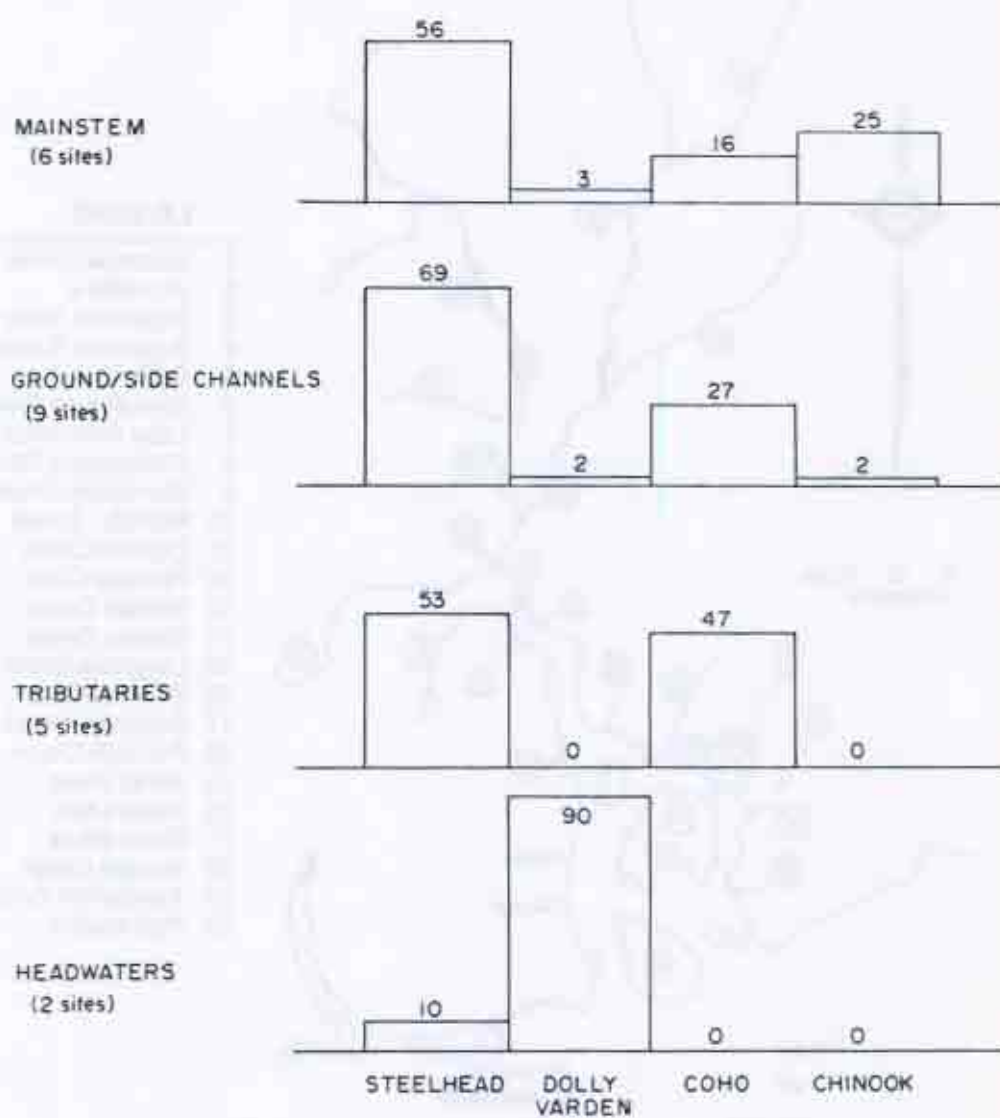 56
MAINSTEM
(6 sites)
3
16
25
69
GROUND/SIDE CHANNELS
(9 sites)
2
27
2
53
TRIBUTARIES
(5 sites)
0
47
0
90
HEADWATERS
(2 sites)
10
0
0
STEELHEAD DOLLY VARDEN COHO CHINOOK